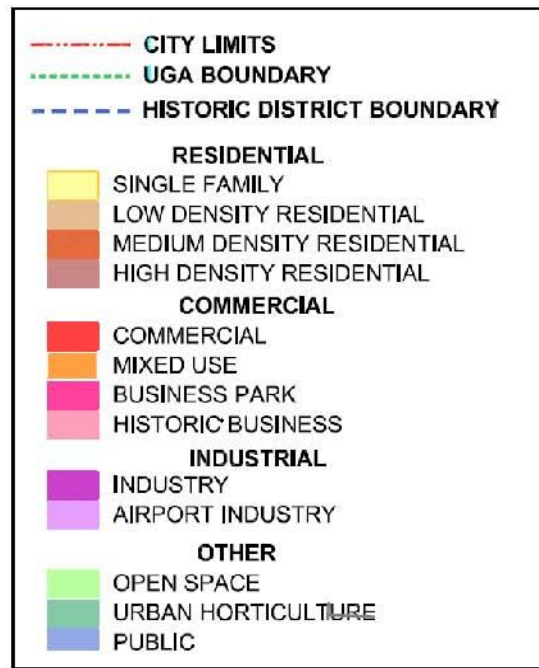 CITY LIMITS
UGA BOUNDARY
HISTORIC DISTRICT BOUNDARY
RESIDENTIAL
SINGLE FAMILY
LOW DENSITY RESIDENTIAL
MEDIUM DENSITY RESIDENTIAL
HIGH DENSITY RESIDENTIAL
COMMERCIAL
COMMERCIAL
MIXED USE
BUSINESS PARK
HISTORIC BUSINESS
INDUSTRIAL
INDUSTRY
AIRPORT INDUSTRY
OTHER
OPEN SPACE
URBAN HORTICULTURE
PUBLIC